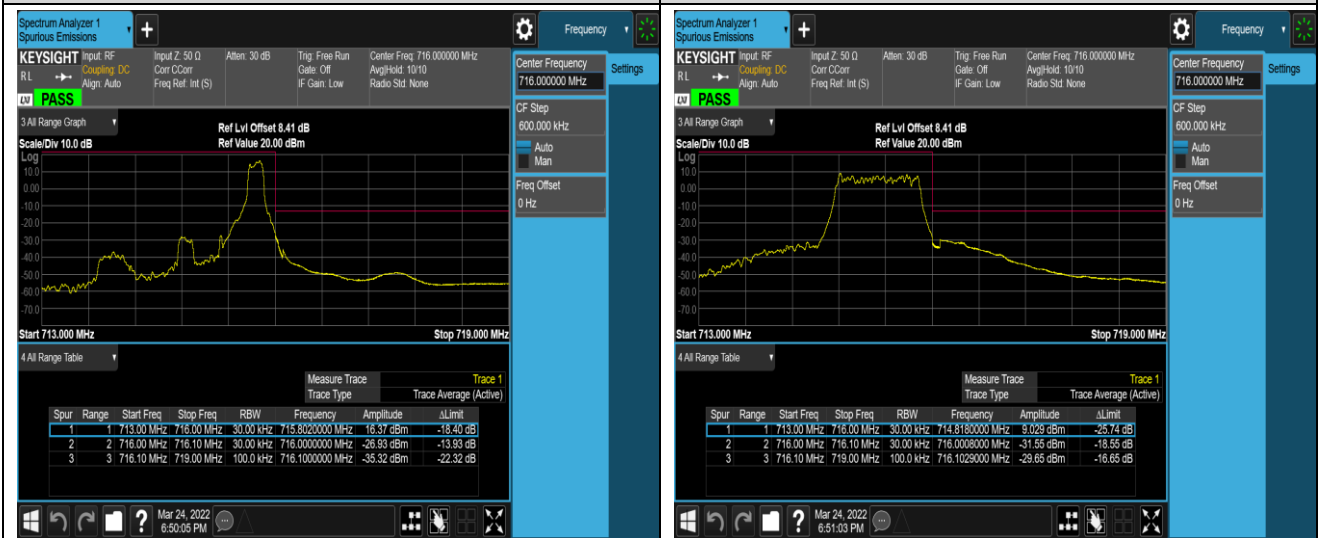 Spectrum Analyzer 1
Spurious Emissions
+
Frequency
KEYSIGHT
Input: RF
Coupling: DC
Align: Auto
Input Z: 50 Ω
Corr CCorr
Freq Ref: Int (S)
Atten: 30 dB
Trig: Free Run
Gate: Off
IF Gain: Low
Center Freq: 716.000000 MHz
Avg|Hold: 10/10
Radio Std: None
R L
LXI PASS
Center Frequency
716.000000 MHz
Settings
CF Step
600.000 kHz
Auto
Man
Freq Offset
0 Hz
3 All Range Graph
Ref Lvl Offset 8.41 dB
Scale/Div 10.0 dB Ref Value 20.00 dBm
Log
10.0
0.00
-10.0
-20.0
-30.0
-40.0
-50.0
-60.0
-70.0
Start 713.000 MHz Stop 719.000 MHz
4 All Range Table
Measure Trace Trace 1
Trace Type Trace Average (Active)
Spur Range Start Freq Stop Freq RBW Frequency Amplitude ΔLimit
1 1 713.00 MHz 716.00 MHz 30.00 kHz 715.8020000 MHz 16.37 dBm -18.40 dB
2 2 716.00 MHz 716.10 MHz 30.00 kHz 716.0000000 MHz -26.93 dBm -13.93 dB
3 3 716.10 MHz 719.00 MHz 100.0 kHz 716.1000000 MHz -35.32 dBm -22.32 dB
?
Mar 24, 2022
6:50:05 PM
Spectrum Analyzer 1
Spurious Emissions
+
Frequency
KEYSIGHT
Input: RF
Coupling: DC
Align: Auto
Input Z: 50 Ω
Corr CCorr
Freq Ref: Int (S)
Atten: 30 dB
Trig: Free Run
Gate: Off
IF Gain: Low
Center Freq: 716.000000 MHz
Avg|Hold: 10/10
Radio Std: None
R L
LXI PASS
Center Frequency
716.000000 MHz
Settings
CF Step
600.000 kHz
Auto
Man
Freq Offset
0 Hz
3 All Range Graph
Ref Lvl Offset 8.41 dB
Scale/Div 10.0 dB Ref Value 20.00 dBm
Log
10.0
0.00
-10.0
-20.0
-30.0
-40.0
-50.0
-60.0
-70.0
Start 713.000 MHz Stop 719.000 MHz
4 All Range Table
Measure Trace Trace 1
Trace Type Trace Average (Active)
Spur Range Start Freq Stop Freq RBW Frequency Amplitude ΔLimit
1 1 713.00 MHz 716.00 MHz 30.00 kHz 714.8180000 MHz 9.029 dBm -25.74 dB
2 2 716.00 MHz 716.10 MHz 30.00 kHz 716.0008000 MHz -31.55 dBm -18.55 dB
3 3 716.10 MHz 719.00 MHz 100.0 kHz 716.1029000 MHz -29.65 dBm -16.65 dB
?
Mar 24, 2022
6:51:03 PM